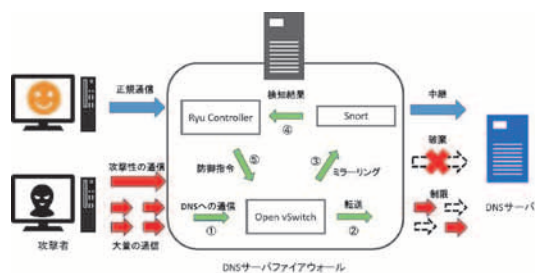 正規通信
検知結果
中継
Ryu Controller
Snort
④
破棄
攻撃性の通信
防御指令
⑤
③
ミラーリング
制限
DNSへの通信
Open vSwitch
転送
①
②
DNSサーバ
攻撃者
大量の通信
DNSサーバファイアウォール